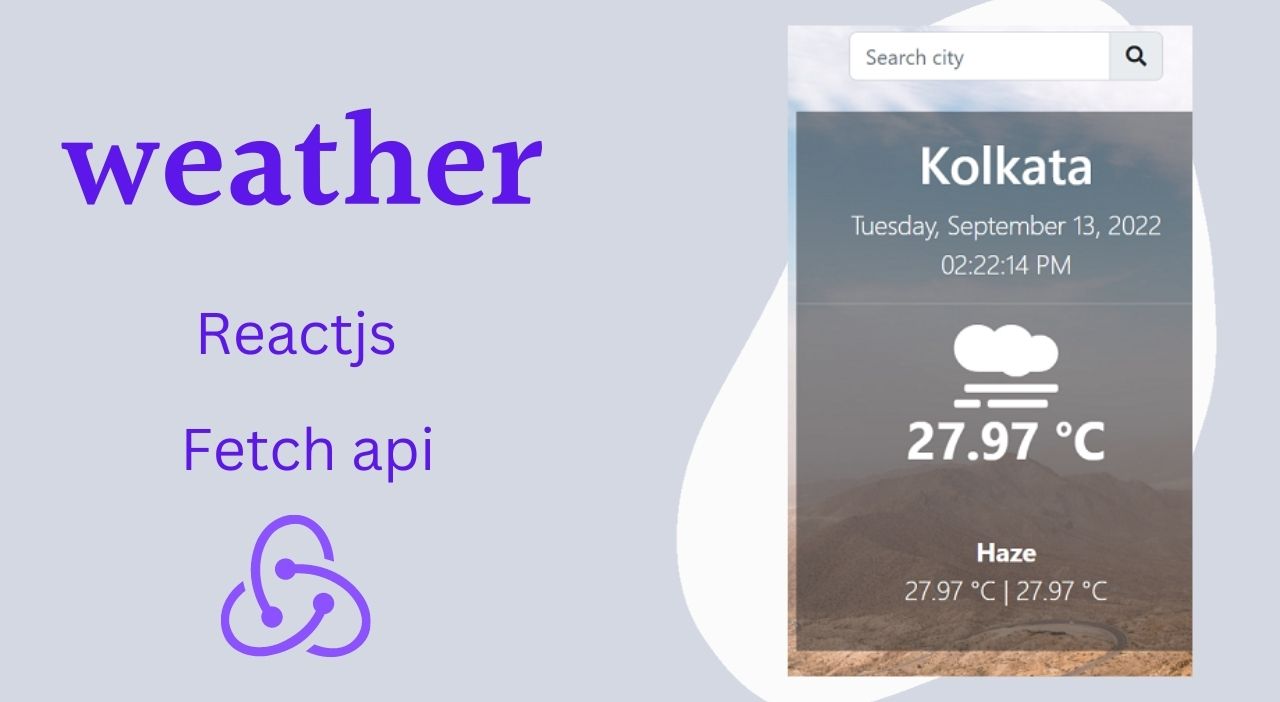 weather
Reactjs
Fetch api
Search city
Kolkata
Tuesday, September 13, 2022
02:22:14 PM
27.97 °C
Haze
27.97 °C | 27.97 °C